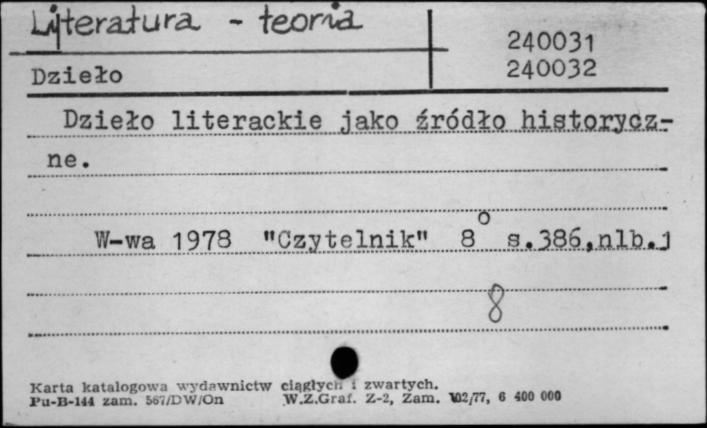 Literatura - teoria
240031
Dzieło
240032
Dzieło literackie jako źródło historycz-
ne.
W-wa 1978 "Czytelnik" 8° s.386,nlb.1
8
Karta katalogowa wydawnictw ciągłych i zwartych.
Pu-B-144 zam. 567/DW/On W.Z.Graf. Z-2, Zam. 102/77, 6 400 000